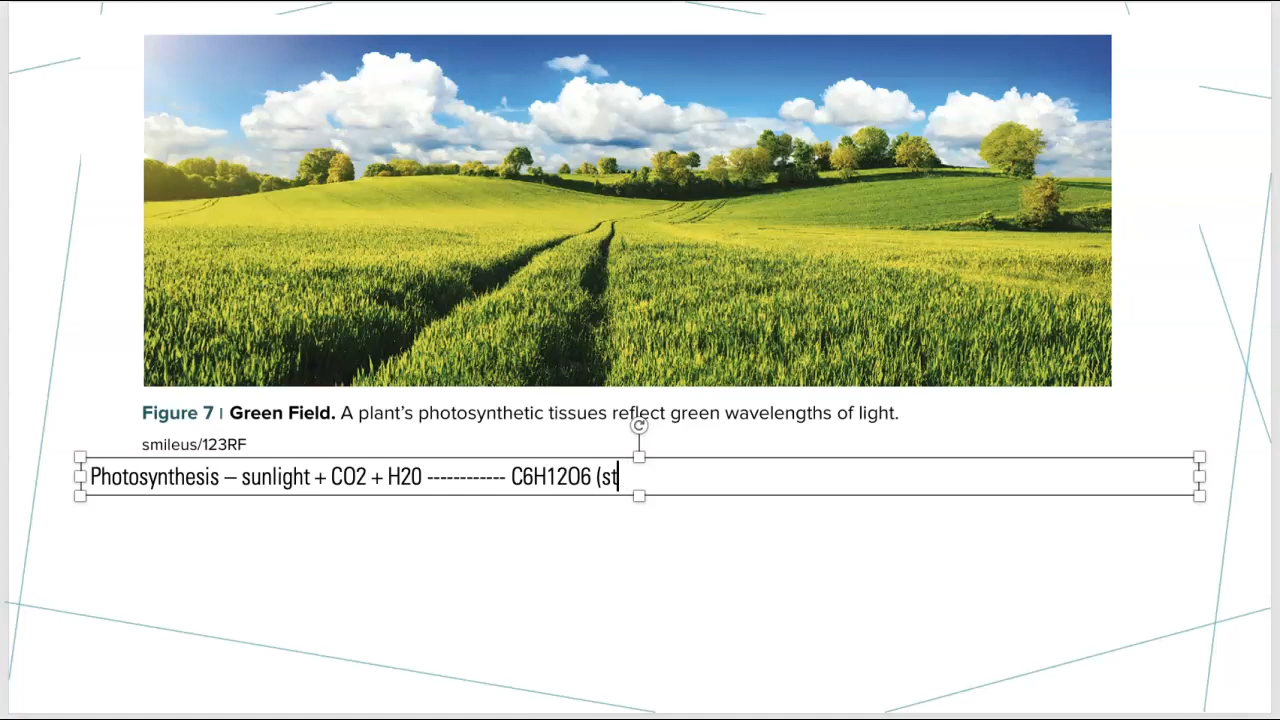 Figure 7 | Green Field. A plant's photosynthetic tissues reflect green wavelengths of light.
smileus/123RF
Photosynthesis – sunlight + CO2 + H20 ------------ C6H12O6 (st